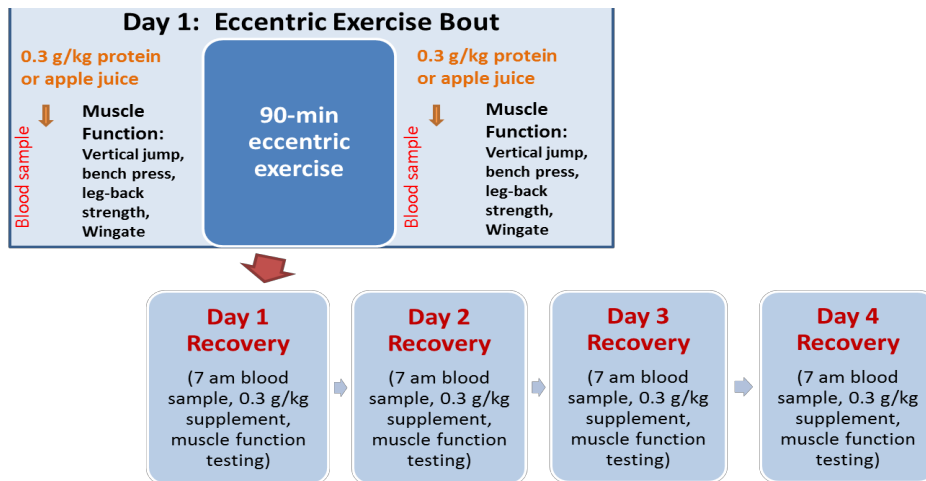 Day 1:  Eccentric Exercise Bout
0.3 g/kg protein
or apple juice
Blood sample
Muscle
Function:
Vertical jump,
bench press,
leg-back
strength,
Wingate
90-min
eccentric
exercise
0.3 g/kg protein
or apple juice
Blood sample
Muscle
Function:
Vertical jump,
bench press,
leg-back
strength,
Wingate
Day 1
Recovery
(7 am blood
sample, 0.3 g/kg
supplement,
muscle function
testing)
Day 2
Recovery
(7 am blood
sample, 0.3 g/kg
supplement,
muscle function
testing)
Day 3
Recovery
(7 am blood
sample, 0.3 g/kg
supplement,
muscle function
testing)
Day 4
Recovery
(7 am blood
sample, 0.3 g/kg
supplement,
muscle function
testing)